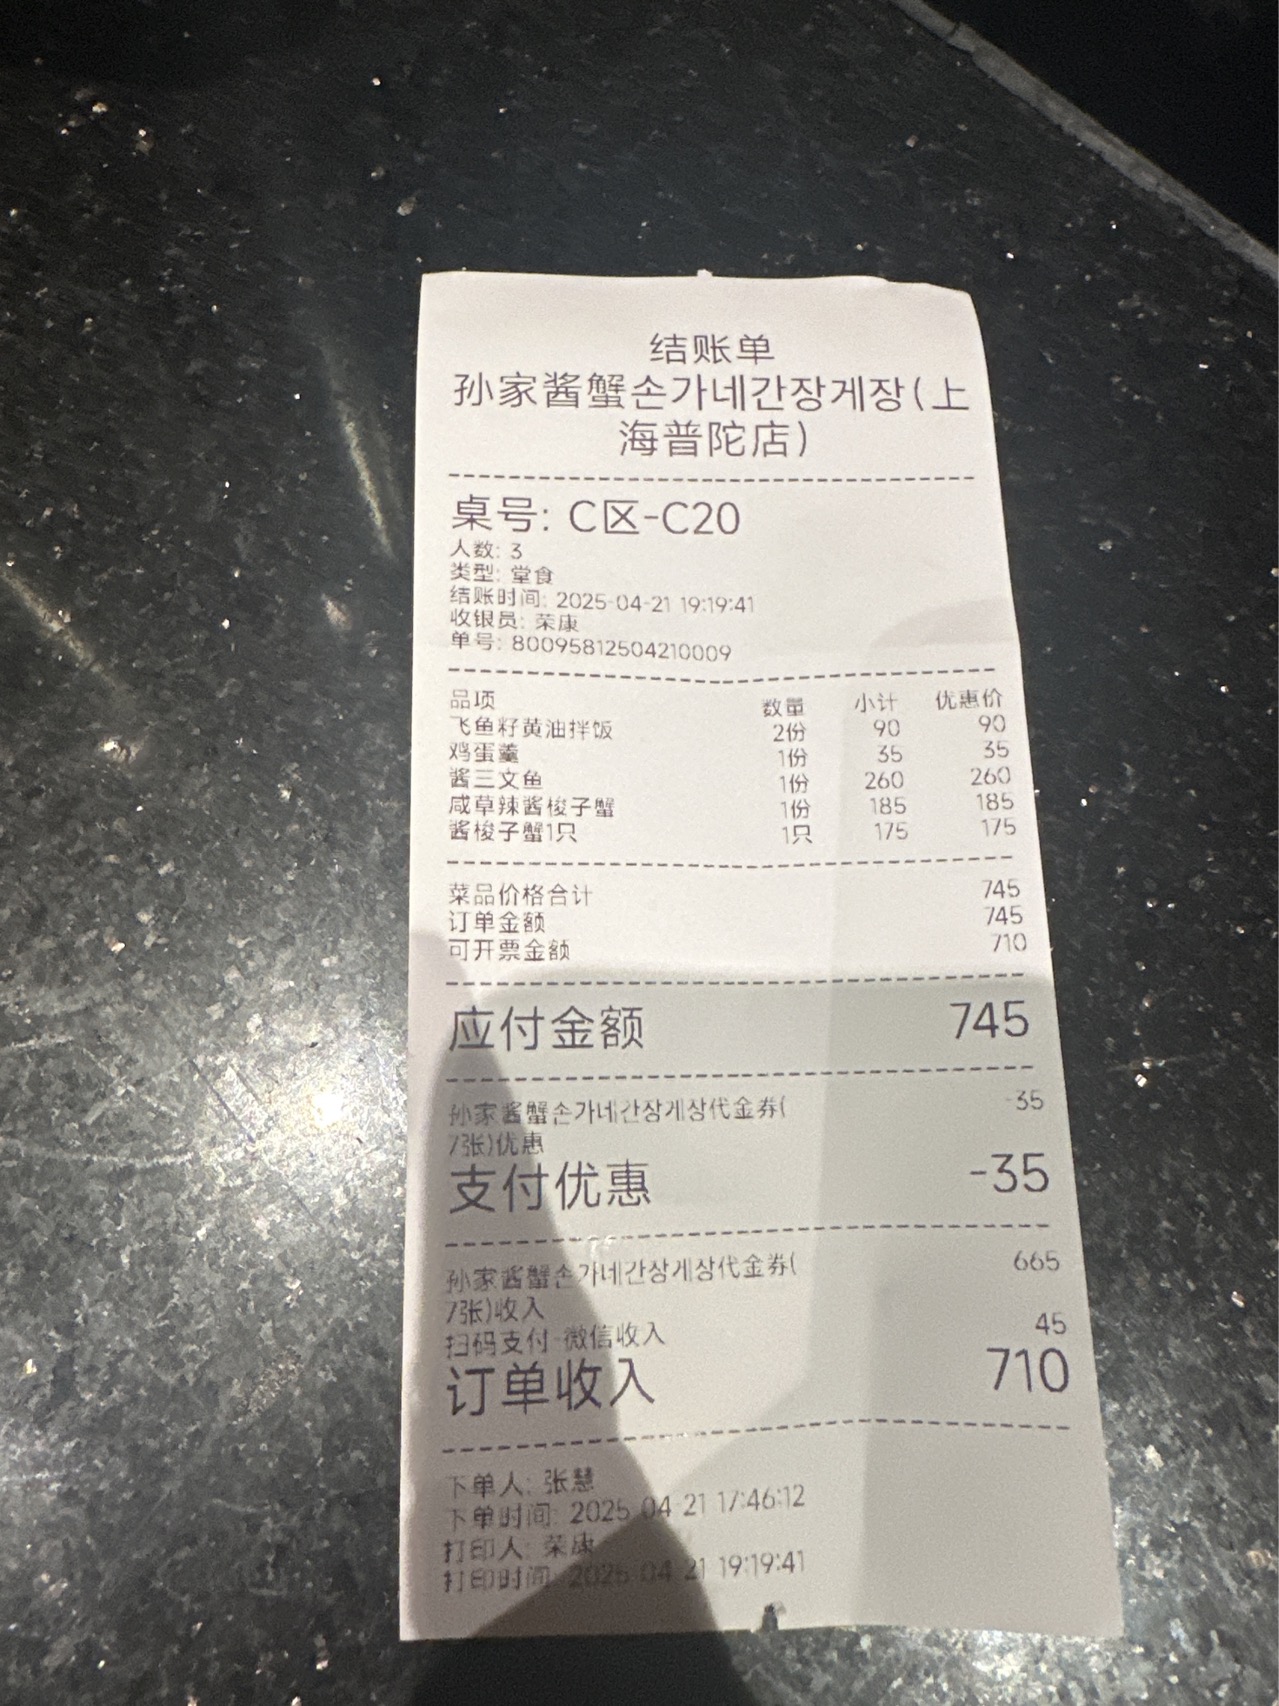 结账单
孙家酱蟹손가네간장게장(上
海普陀店)
桌号: C区-C20
人数: 3
类型: 堂食
结账时间: 2025-04-21 19:19:41
收银员: 荣康
单号: 80095812504210009
品项 数量 小计 优惠价
飞鱼籽黄油拌饭 2份 90 90
鸡蛋羹 1份 35 35
酱三文鱼 1份 260 260
咸草辣酱梭子蟹 1份 185 185
酱梭子蟹1只 1只 175 175
菜品价格合计 745
订单金额 745
可开票金额 710
应付金额 745
孙家酱蟹손가네간장게장代金券( -35
7张)优惠
支付优惠 -35
孙家酱蟹손가네간장게장代金券( 665
7张)收入
扫码支付-微信收入 45
订单收入 710
下单人: 张慧
下单时间: 2025-04-21 17:46:12
打印人: 荣康
打印时间: 2025-04-21 19:19:41